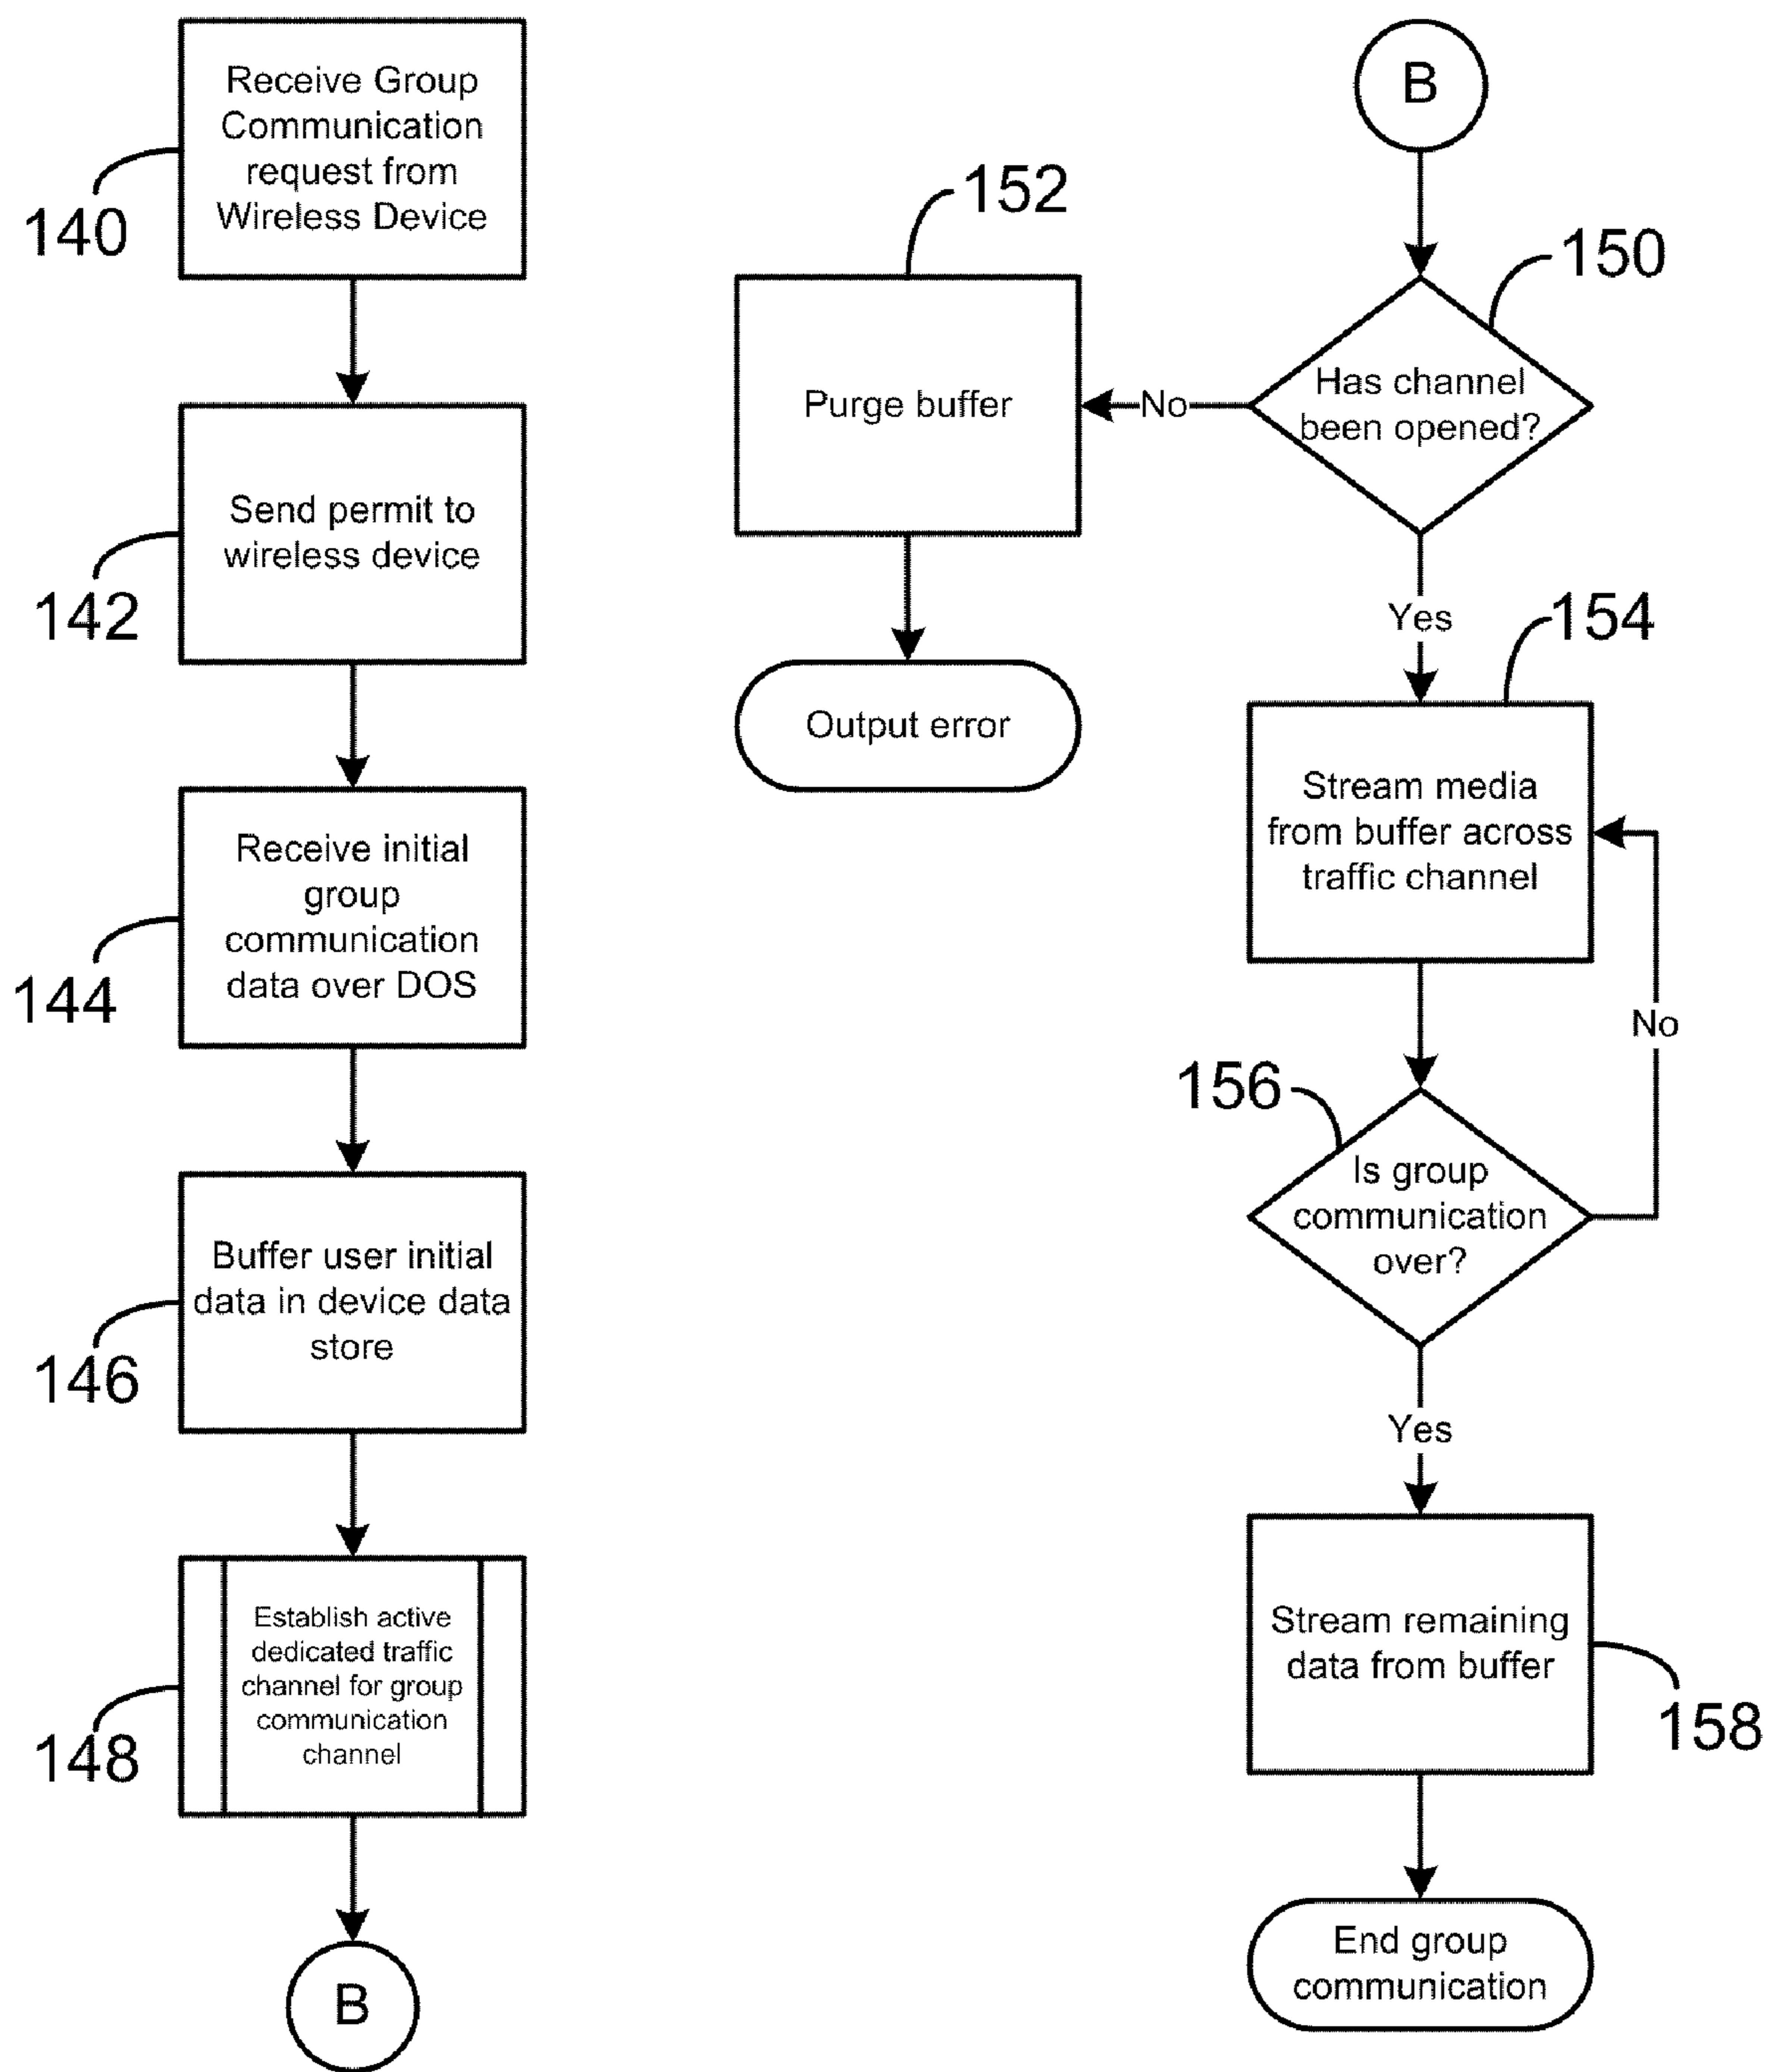 Receive Group
Communication
request from
Wireless Device
140
Send permit to
wireless device
142
Receive initial
group
communication
data over DOS
144
Buffer user initial
data in device data
store
146
Establish active
dedicated traffic
channel for group
communication
channel
148
B
B
150
Has channel
been opened?
No
152
Purge buffer
Output error
Yes
154
Stream media
from buffer across
traffic channel
No
156
Is group
communication
over?
Yes
Stream remaining
data from buffer
158
End group
communication